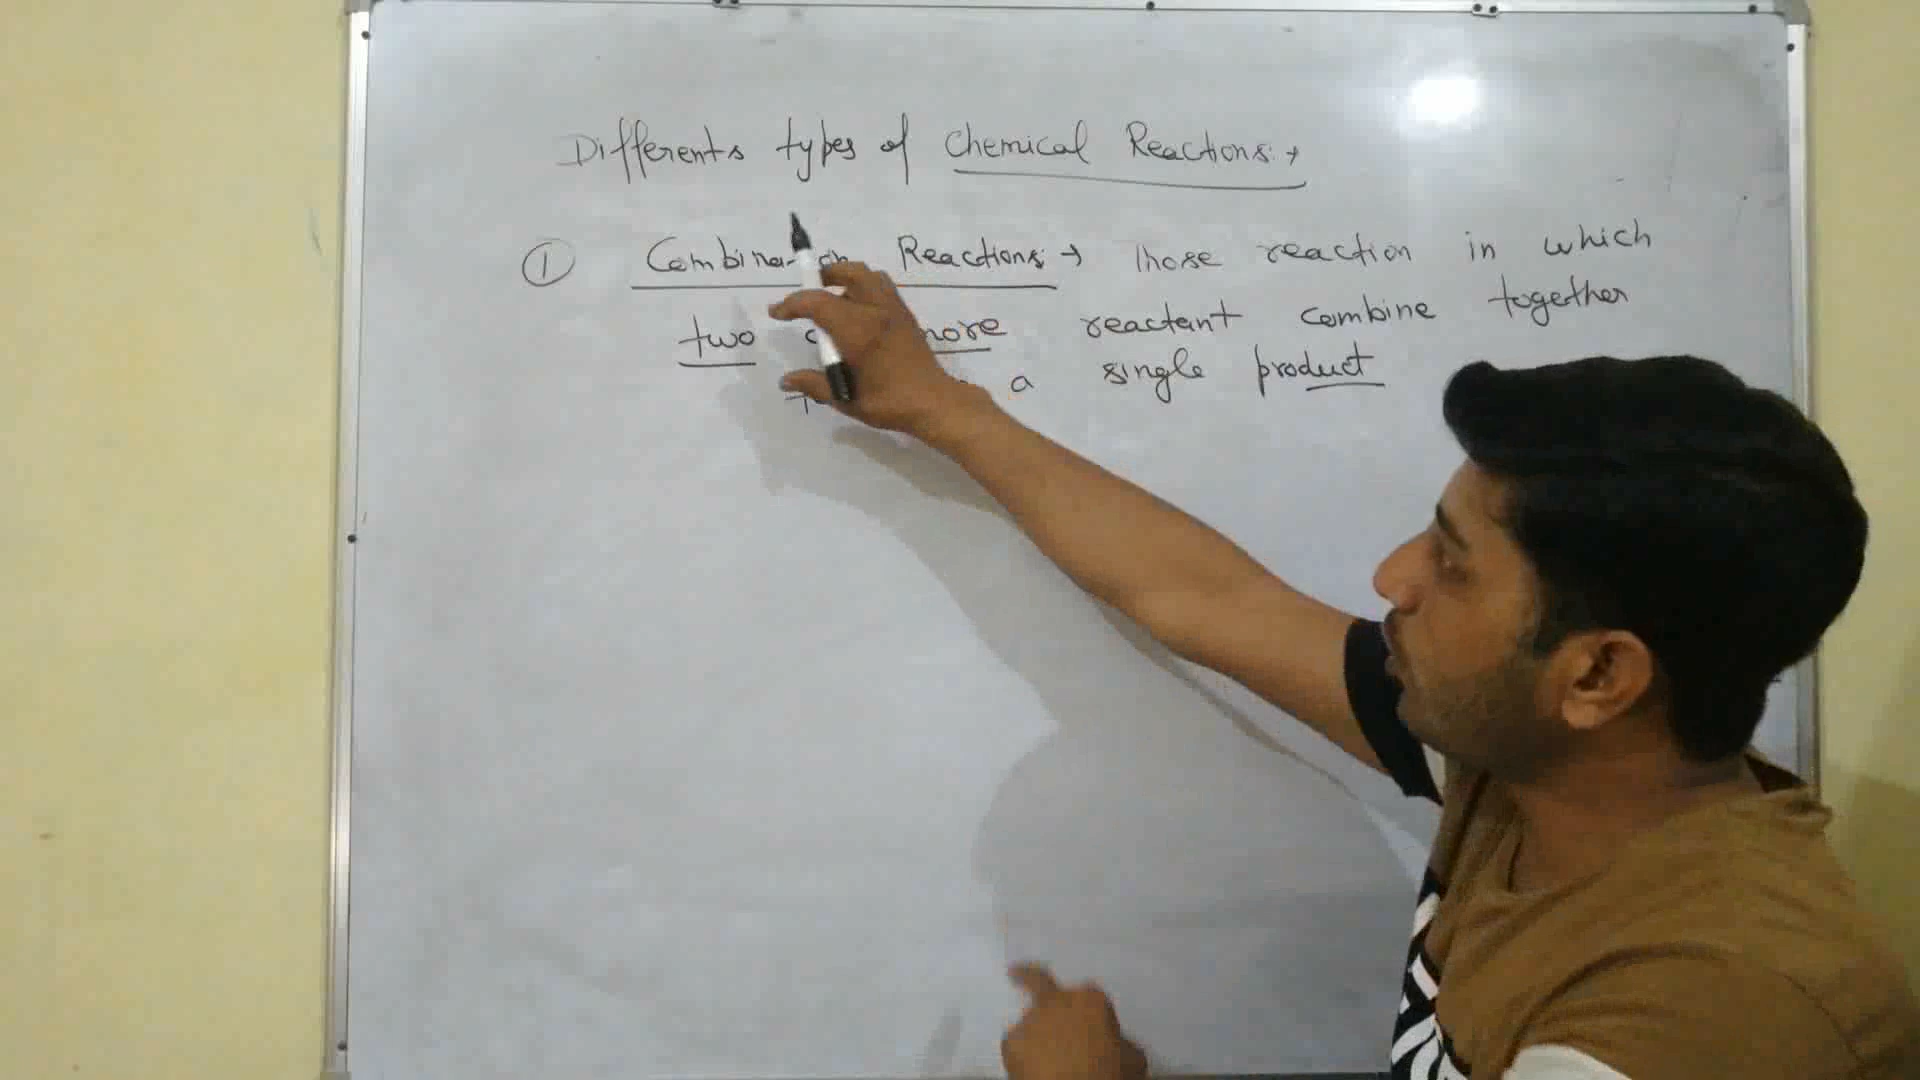 Differents types of Chemical Reactions:→
① Combination Reactions:→ Those reaction in which
two more reactant combine together
a single product